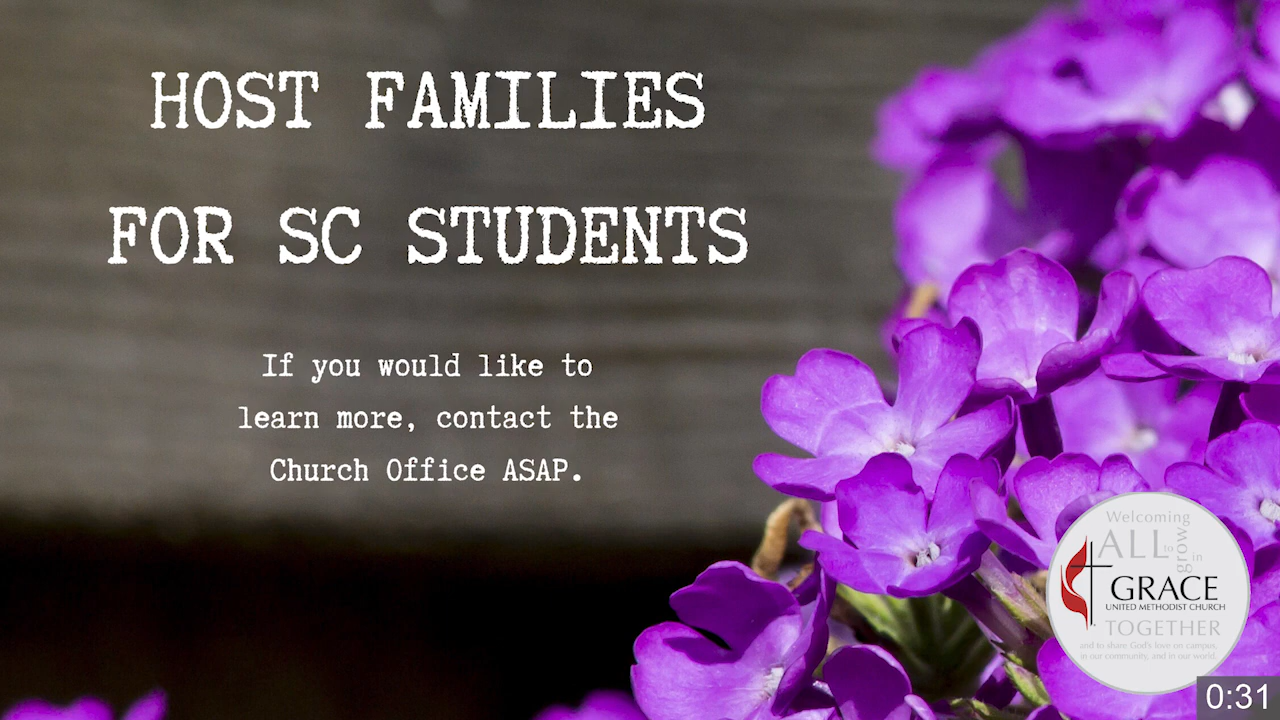 HOST FAMILIES
FOR SC STUDENTS
If you would like to
learn more, contact the
Church Office ASAP.
Welcoming
ALL to grow in
GRACE
UNITED METHODIST CHURCH
TOGETHER
and to share God's love on campus,
in our community, and in our world.
0:31